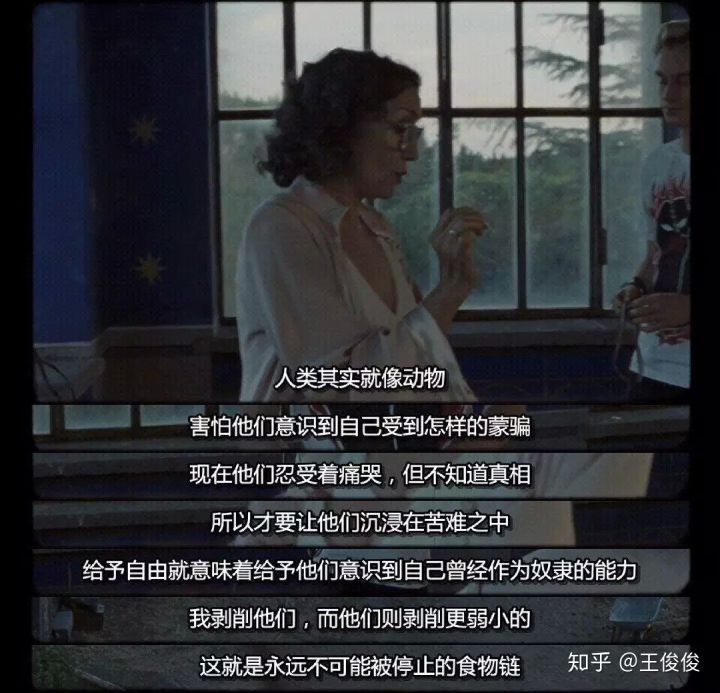 人类其实就像动物
害怕他们意识到自己受到怎样的蒙骗
现在他们忍受着痛哭，但不知道真相
所以才要让他们沉浸在苦难之中
给予自由就意味着给予他们意识到自己曾经作为奴隶的能力
我剥削他们，而他们则剥削更弱小的
这就是永远不可能被停止的食物链
知乎 @王俊俊